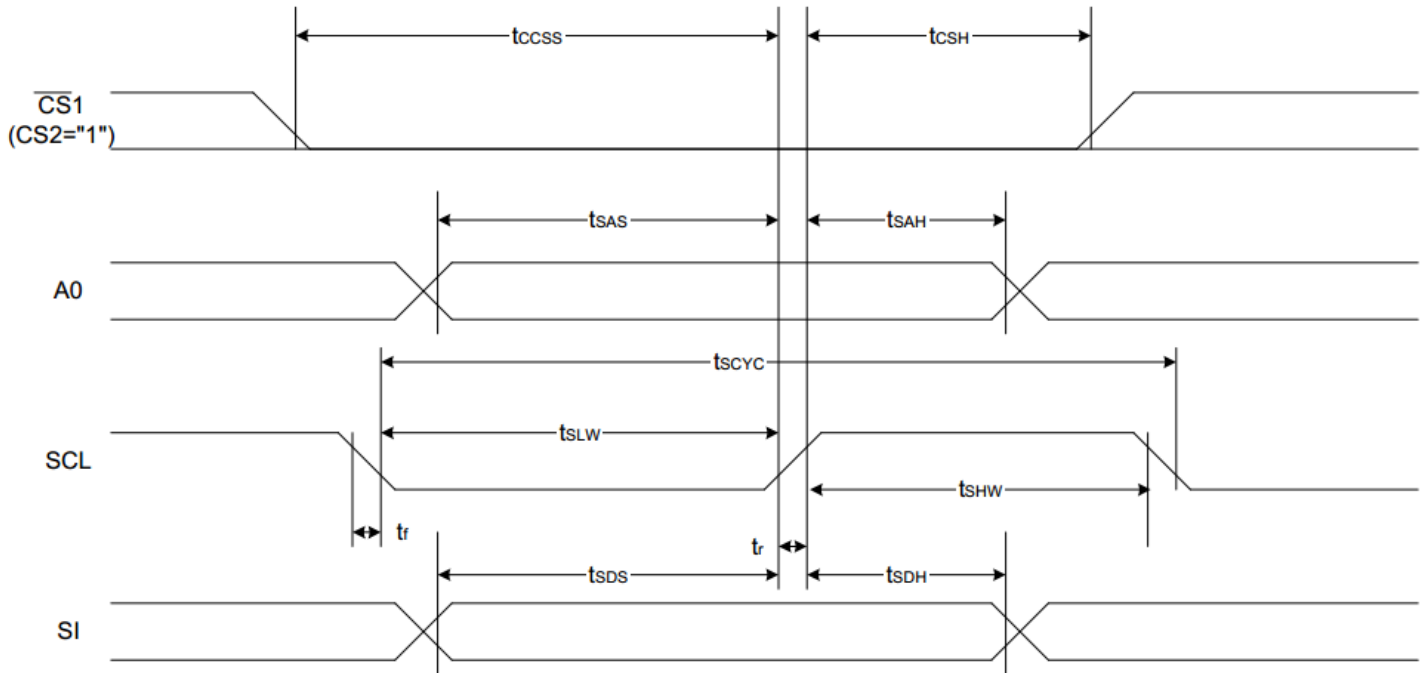 tCCSS
tCSH
CS1
(CS2="1")
tSAS
tSAH
A0
tSCYC
tSLW
SCL
tSHW
tf
tr
tSDS
tSDH
SI